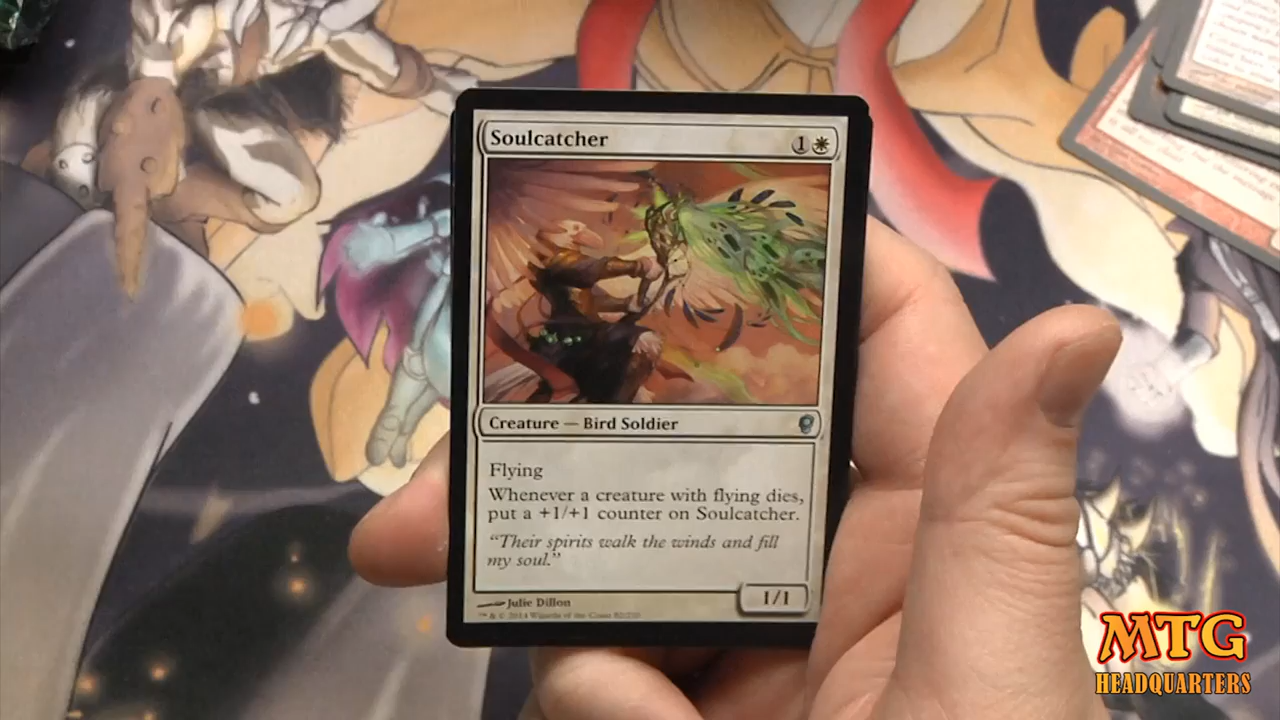 Soulcatcher
1
Creature — Bird Soldier
Flying
Whenever a creature with flying dies,
put a +1/+1 counter on Soulcatcher.
"Their spirits walk the winds and fill
my soul."
1/1
Julie Dillon
MTG
HEADQUARTERS